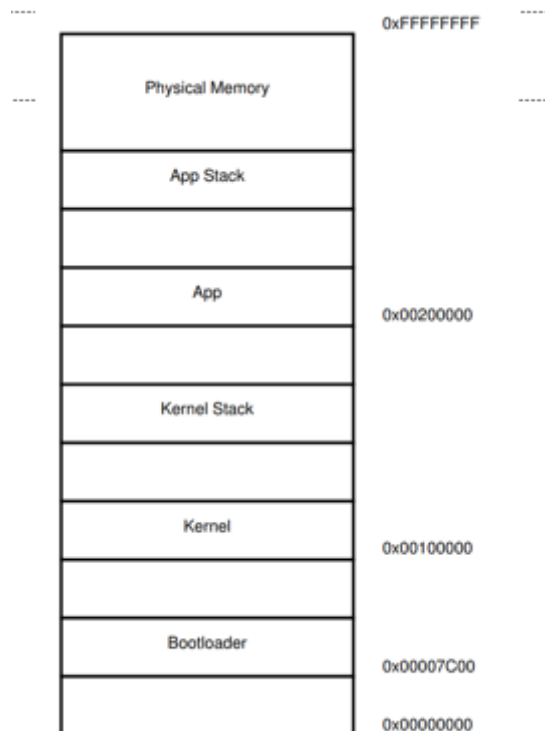 0xFFFFFFFF
Physical Memory
App Stack
App
0x00200000
Kernel Stack
Kernel
0x00100000
Bootloader
0x00007C00
0x00000000